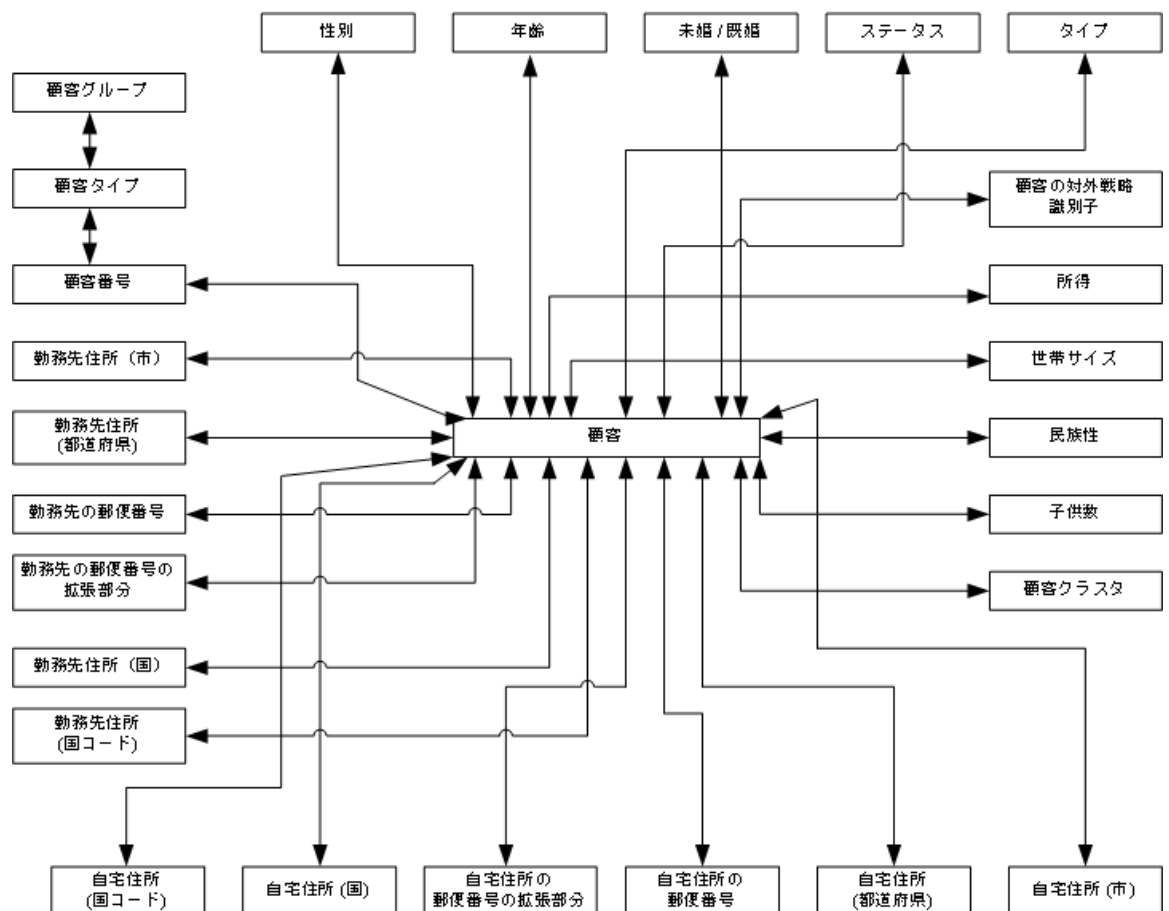 性別
年齢
未婚 / 既婚
ステータス
タイプ
顧客グループ
顧客タイプ
顧客の対外戦略
識別子
顧客番号
所得
勤務先住所（市）
世帯サイズ
勤務先住所
(都道府県)
顧客
民族性
勤務先の郵便番号
子供数
勤務先の郵便番号の
拡張部分
顧客クラスタ
勤務先住所（国）
勤務先住所
(国コード)
自宅住所
(国コード)
自宅住所 (国)
自宅住所の
郵便番号の拡張部分
自宅住所の
郵便番号
自宅住所
(都道府県)
自宅住所 (市)